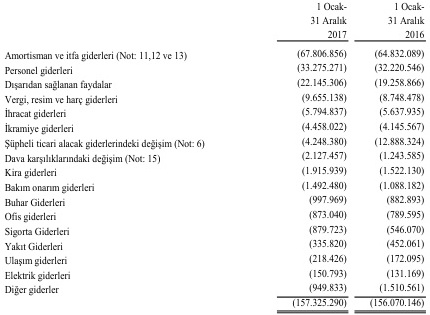 1 Ocak- 1 Ocak-
31 Aralık 31 Aralık
2017 2016
Amortisman ve itfa giderleri (Not: 11,12 ve 13) (67.806.856) (64.832.089)
Personel giderleri (33.275.271) (32.220.546)
Dışarıdan sağlanan faydalar (22.145.306) (19.258.866)
Vergi, resim ve harç giderleri (9.655.138) (8.748.478)
İhracat giderleri (5.794.837) (5.637.935)
İkramiye giderleri (4.458.022) (4.145.567)
Şüpheli ticari alacak giderlerindeki değişim (Not: 6) (4.248.380) (12.888.324)
Dava karşılıklarındaki değişim (Not: 15) (2.127.457) (1.243.585)
Kira giderleri (1.915.939) (1.522.130)
Bakım onarım giderleri (1.492.480) (1.088.182)
Buhar Giderleri (997.969) (882.893)
Ofis giderleri (873.040) (789.595)
Sigorta Giderleri (879.723) (546.070)
Yakıt Giderleri (335.820) (452.061)
Ulaşım giderleri (218.426) (172.095)
Elektrik giderleri (150.793) (131.169)
Diğer giderler (949.833) (1.510.561)
(157.325.290) (156.070.146)